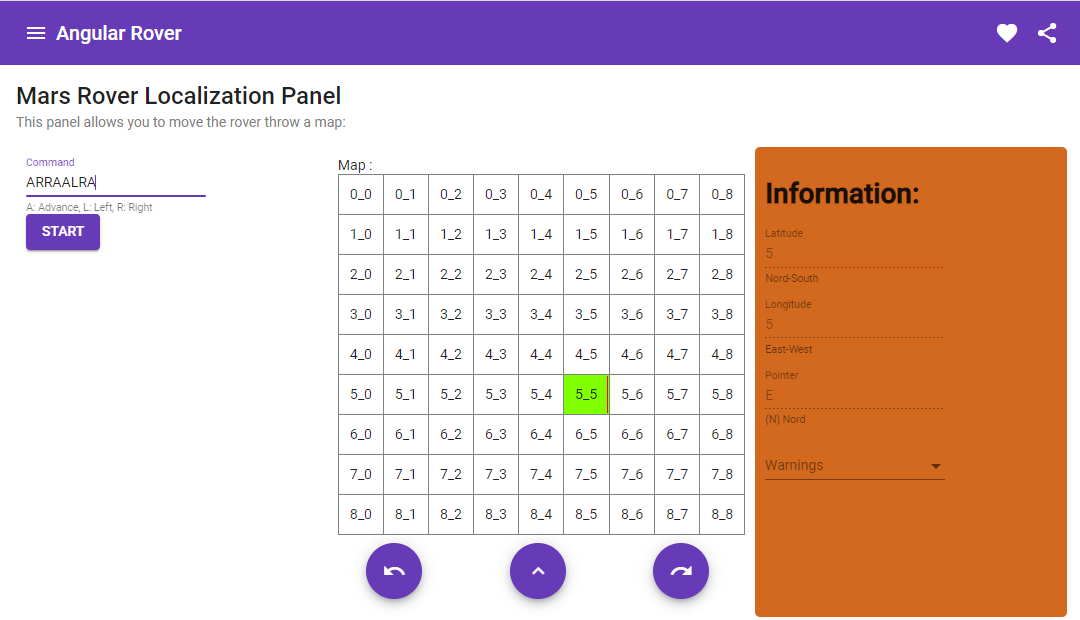 Angular Rover
Mars Rover Localization Panel
This panel allows you to move the rover throw a map:
Command
ARRAALRA
A: Advance, L: Left, R: Right
START
Map :
0_0 0_1 0_2 0_3 0_4 0_5 0_6 0_7 0_8
1_0 1_1 1_2 1_3 1_4 1_5 1_6 1_7 1_8
2_0 2_1 2_2 2_3 2_4 2_5 2_6 2_7 2_8
3_0 3_1 3_2 3_3 3_4 3_5 3_6 3_7 3_8
4_0 4_1 4_2 4_3 4_4 4_5 4_6 4_7 4_8
5_0 5_1 5_2 5_3 5_4 5_5 5_6 5_7 5_8
6_0 6_1 6_2 6_3 6_4 6_5 6_6 6_7 6_8
7_0 7_1 7_2 7_3 7_4 7_5 7_6 7_7 7_8
8_0 8_1 8_2 8_3 8_4 8_5 8_6 8_7 8_8
Information:
Latitude
5
Nord-South
Longitude
5
East-West
Pointer
E
(N) Nord
Warnings